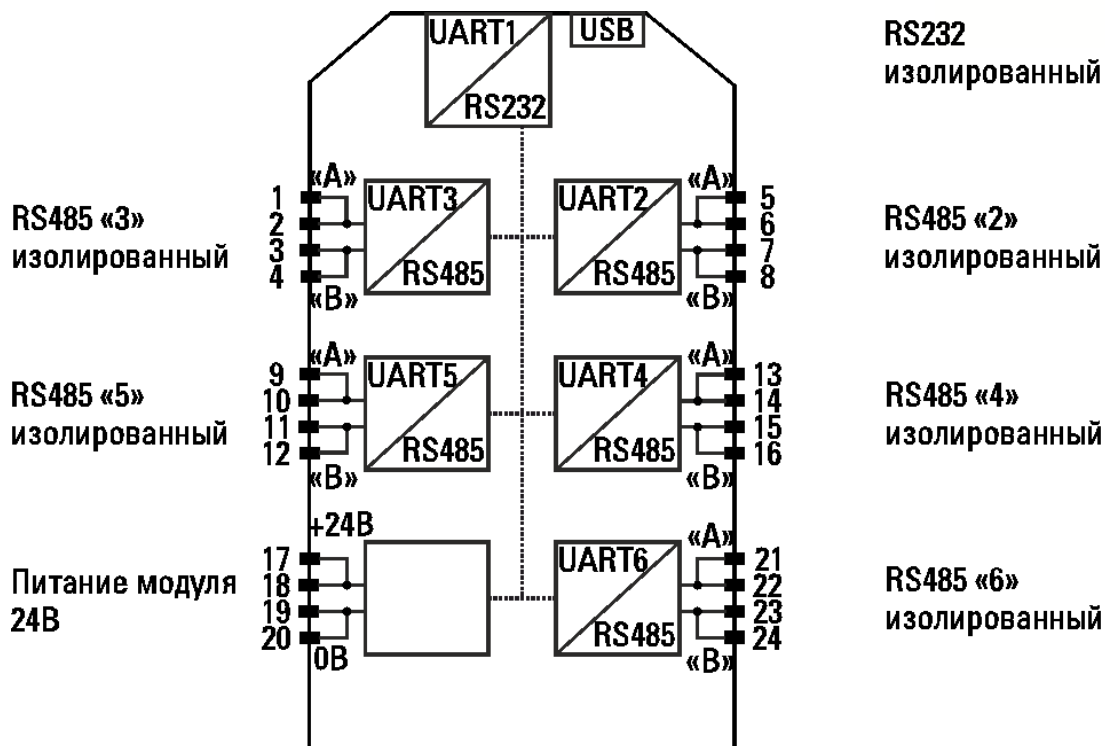 UART1
RS232
USB
RS232
изолированный
RS485 «3»
изолированный
1
2
3
4
«A»
«B»
UART3
RS485
UART2
RS485
«A»
«B»
5
6
7
8
RS485 «2»
изолированный
RS485 «5»
изолированный
9
10
11
12
«A»
«B»
UART5
RS485
UART4
RS485
«A»
«B»
13
14
15
16
RS485 «4»
изолированный
Питание модуля
24В
17
18
19
20
+24В
0В
UART6
RS485
«A»
«B»
21
22
23
24
RS485 «6»
изолированный